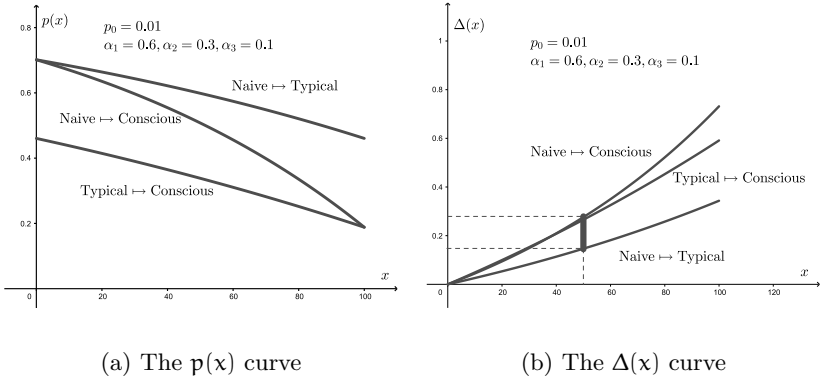 p(x)
0.8
p₀ = 0.01
α₁ = 0.6, α₂ = 0.3, α₃ = 0.1
Naive ↦ Typical
0.6
Naive ↦ Conscious
0.4
Typical ↦ Conscious
0.2
x
0 20 40 60 80 100
(a) The p(x) curve
Δ(x)
1
p₀ = 0.01
α₁ = 0.6, α₂ = 0.3, α₃ = 0.1
0.8
0.6
Naive ↦ Conscious
Typical ↦ Conscious
0.4
0.2
Naive ↦ Typical
x
0 20 40 60 80 100 120
(b) The Δ(x) curve